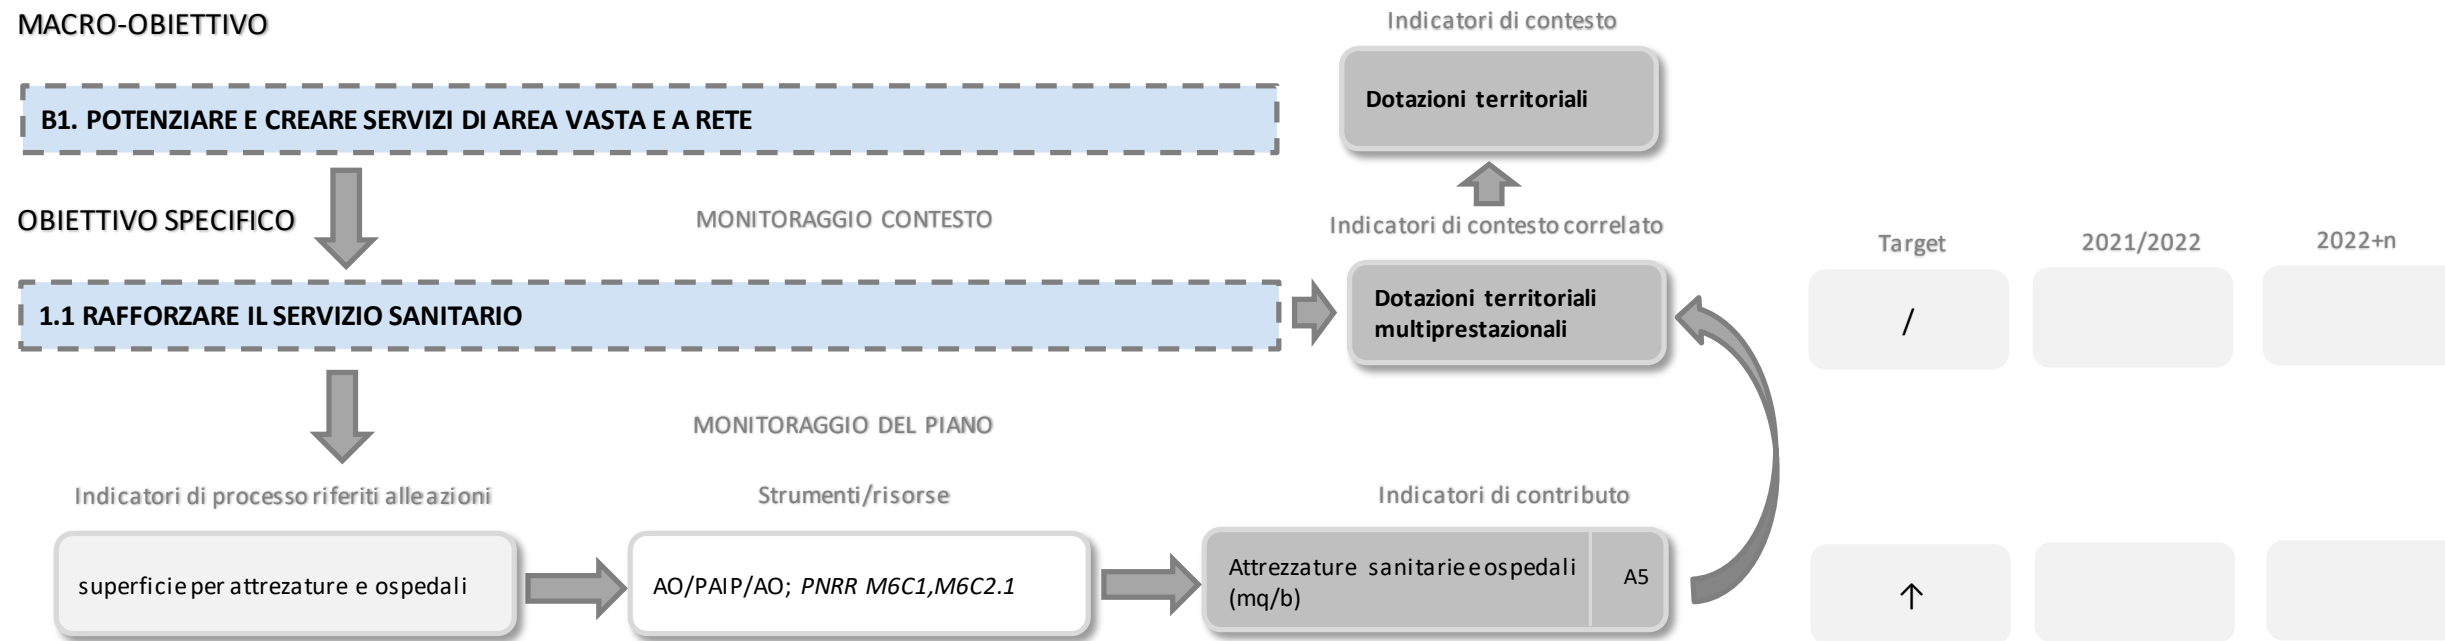 MACRO-OBIETTIVO
Indicatori di contesto
B1. POTENZIARE E CREARE SERVIZI DI AREA VASTA E A RETE
Dotazioni territoriali
OBIETTIVO SPECIFICO
MONITORAGGIO CONTESTO
Indicatori di contesto correlato
Target
2021/2022
2022+n
1.1 RAFFORZARE IL SERVIZIO SANITARIO
Dotazioni territoriali
multiprestazionali
/
MONITORAGGIO DEL PIANO
Indicatori di processo riferiti alle azioni
Strumenti/risorse
Indicatori di contributo
superficie per attrezature e ospedali
AO/PAIP/AO; PNRR M6C1,M6C2.1
Attrezzature sanitarie e ospedali
(mq/b)
A5
↑